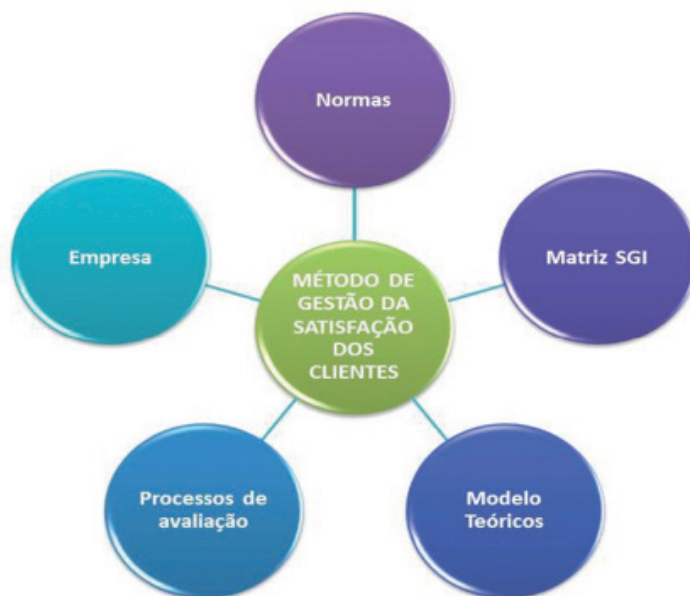 Normas
Empresa
Matriz SGI
MÉTODO DE
GESTÃO DA
SATISFAÇÃO
DOS
CLIENTES
Processos de
avaliação
Modelo
Teóricos